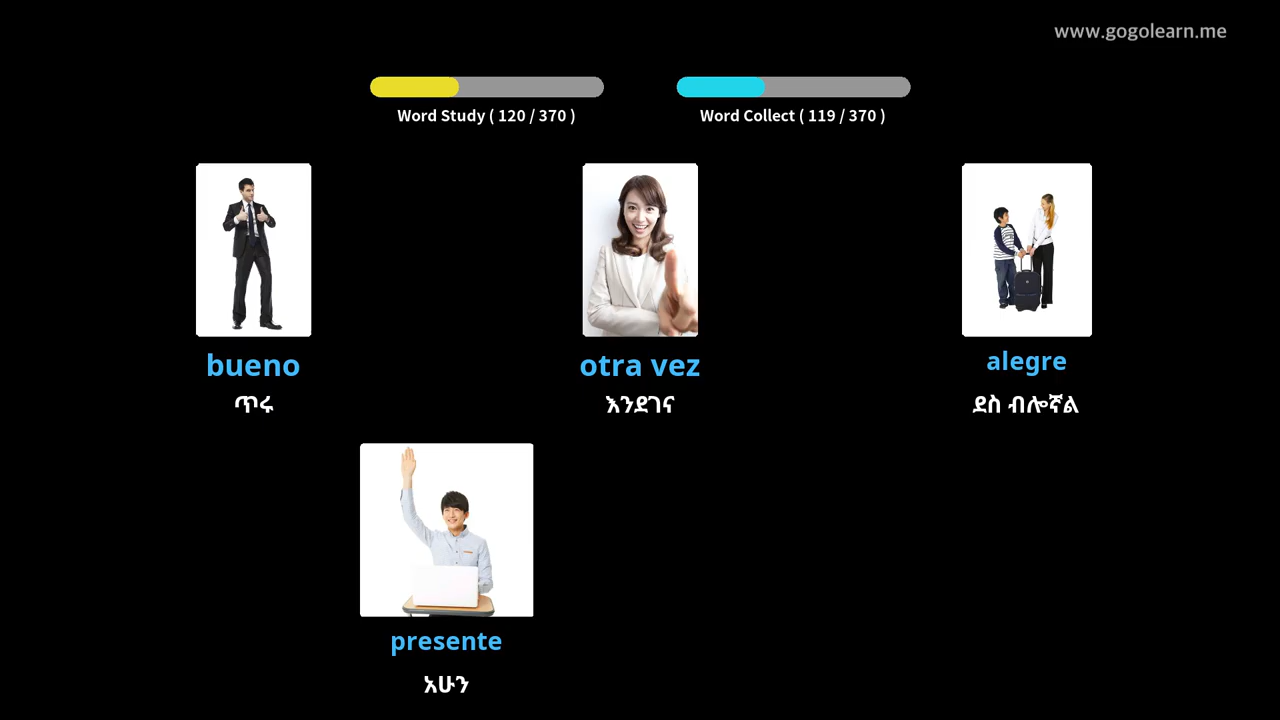 www.gogolearn.me
Word Study ( 120 / 370 )
Word Collect ( 119 / 370 )
bueno
ጥሩ
otra vez
እንደገና
alegre
ደስ ብሎኛል
presente
አሁን